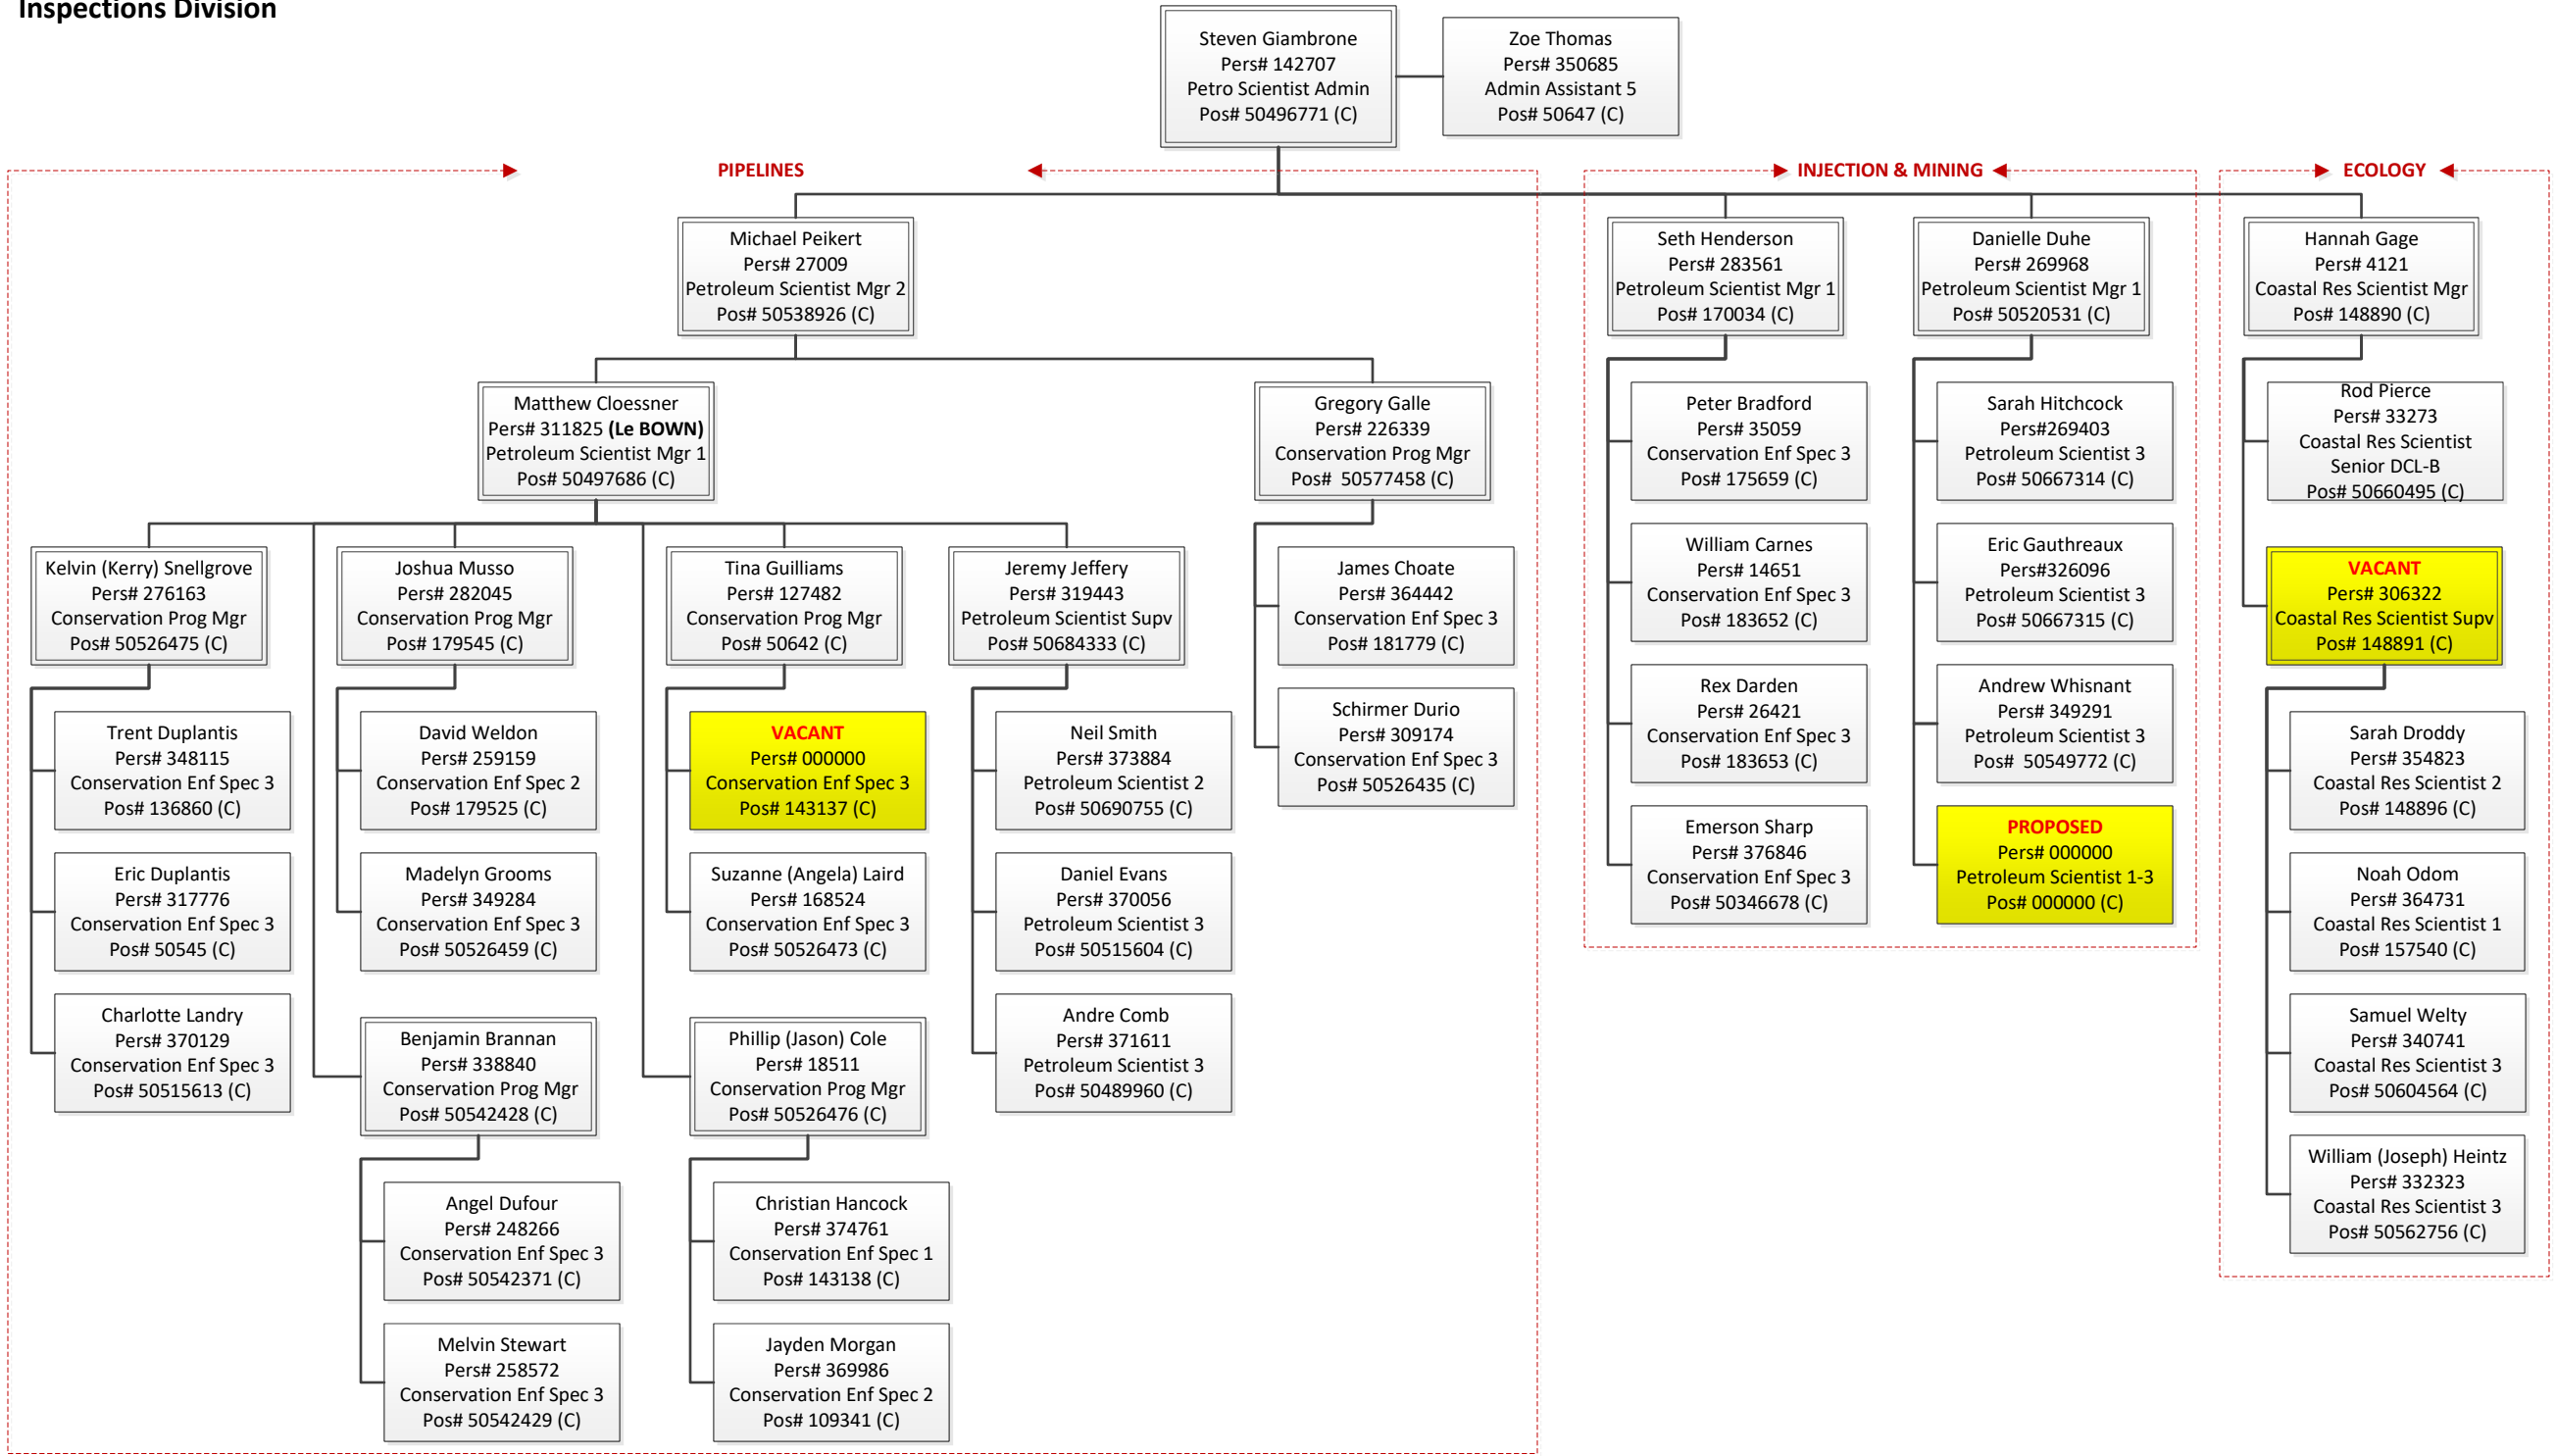 Inspections Division
Steven Giambrone
Pers# 142707
Petro Scientist Admin
Pos# 50496771 (C)
Zoe Thomas
Pers# 350685
Admin Assistant 5
Pos# 50647 (C)
PIPELINES
INJECTION & MINING
ECOLOGY
Michael Peikert
Pers# 27009
Petroleum Scientist Mgr 2
Pos# 50538926 (C)
Seth Henderson
Pers# 283561
Petroleum Scientist Mgr 1
Pos# 170034 (C)
Danielle Duhe
Pers# 269968
Petroleum Scientist Mgr 1
Pos# 50520531 (C)
Hannah Gage
Pers# 4121
Coastal Res Scientist Mgr
Pos# 148890 (C)
Matthew Cloessner
Pers# 311825 (Le BOWN)
Petroleum Scientist Mgr 1
Pos# 50497686 (C)
Gregory Galle
Pers# 226339
Conservation Prog Mgr
Pos#  50577458 (C)
Peter Bradford
Pers# 35059
Conservation Enf Spec 3
Pos# 175659 (C)
Sarah Hitchcock
Pers#269403
Petroleum Scientist 3
Pos# 50667314 (C)
Rod Pierce
Pers# 33273
Coastal Res Scientist
Senior DCL-B
Pos# 50660495 (C)
Kelvin (Kerry) Snellgrove
Pers# 276163
Conservation Prog Mgr
Pos# 50526475 (C)
Joshua Musso
Pers# 282045
Conservation Prog Mgr
Pos# 179545 (C)
Tina Guilliams
Pers# 127482
Conservation Prog Mgr
Pos# 50642 (C)
Jeremy Jeffery
Pers# 319443
Petroleum Scientist Supv
Pos# 50684333 (C)
James Choate
Pers# 364442
Conservation Enf Spec 3
Pos# 181779 (C)
William Carnes
Pers# 14651
Conservation Enf Spec 3
Pos# 183652 (C)
Eric Gauthreaux
Pers#326096
Petroleum Scientist 3
Pos# 50667315 (C)
VACANT
Pers# 306322
Coastal Res Scientist Supv
Pos# 148891 (C)
Trent Duplantis
Pers# 348115
Conservation Enf Spec 3
Pos# 136860 (C)
David Weldon
Pers# 259159
Conservation Enf Spec 2
Pos# 179525 (C)
VACANT
Pers# 000000
Conservation Enf Spec 3
Pos# 143137 (C)
Neil Smith
Pers# 373884
Petroleum Scientist 2
Pos# 50690755 (C)
Schirmer Durio
Pers# 309174
Conservation Enf Spec 3
Pos# 50526435 (C)
Rex Darden
Pers# 26421
Conservation Enf Spec 3
Pos# 183653 (C)
Andrew Whisnant
Pers# 349291
Petroleum Scientist 3
Pos#  50549772 (C)
Sarah Droddy
Pers# 354823
Coastal Res Scientist 2
Pos# 148896 (C)
Eric Duplantis
Pers# 317776
Conservation Enf Spec 3
Pos# 50545 (C)
Madelyn Grooms
Pers# 349284
Conservation Enf Spec 3
Pos# 50526459 (C)
Suzanne (Angela) Laird
Pers# 168524
Conservation Enf Spec 3
Pos# 50526473 (C)
Daniel Evans
Pers# 370056
Petroleum Scientist 3
Pos# 50515604 (C)
Emerson Sharp
Pers# 376846
Conservation Enf Spec 3
Pos# 50346678 (C)
PROPOSED
Pers# 000000
Petroleum Scientist 1-3
Pos# 000000 (C)
Noah Odom
Pers# 364731
Coastal Res Scientist 1
Pos# 157540 (C)
Charlotte Landry
Pers# 370129
Conservation Enf Spec 3
Pos# 50515613 (C)
Benjamin Brannan
Pers# 338840
Conservation Prog Mgr
Pos# 50542428 (C)
Phillip (Jason) Cole
Pers# 18511
Conservation Prog Mgr
Pos# 50526476 (C)
Andre Comb
Pers# 371611
Petroleum Scientist 3
Pos# 50489960 (C)
Samuel Welty
Pers# 340741
Coastal Res Scientist 3
Pos# 50604564 (C)
Angel Dufour
Pers# 248266
Conservation Enf Spec 3
Pos# 50542371 (C)
Christian Hancock
Pers# 374761
Conservation Enf Spec 1
Pos# 143138 (C)
William (Joseph) Heintz
Pers# 332323
Coastal Res Scientist 3
Pos# 50562756 (C)
Melvin Stewart
Pers# 258572
Conservation Enf Spec 3
Pos# 50542429 (C)
Jayden Morgan
Pers# 369986
Conservation Enf Spec 2
Pos# 109341 (C)